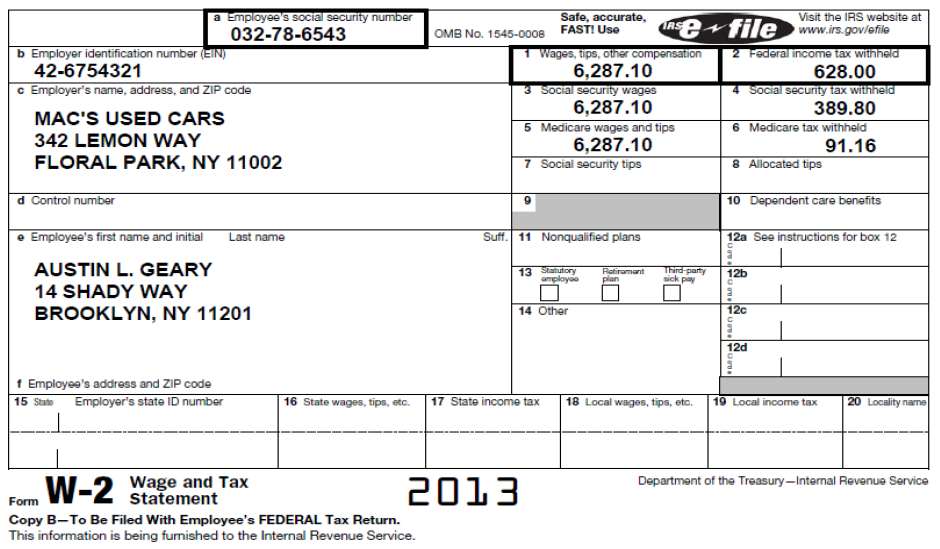 a Employee's social security number
032-78-6543
OMB No. 1545-0008
Safe, accurate,
FAST! Use
IRS e-file
Visit the IRS website at
www.irs.gov/efile
b Employer identification number (EIN)
42-6754321
1 Wages, tips, other compensation
6,287.10
2 Federal income tax withheld
628.00
c Employer's name, address, and ZIP code
MAC'S USED CARS
342 LEMON WAY
FLORAL PARK, NY 11002
3 Social security wages
6,287.10
4 Social security tax withheld
389.80
5 Medicare wages and tips
6,287.10
6 Medicare tax withheld
91.16
7 Social security tips
8 Allocated tips
d Control number
9
10 Dependent care benefits
e Employee's first name and initial Last name Suff.
AUSTIN L. GEARY
14 SHADY WAY
BROOKLYN, NY 11201
11 Nonqualified plans
12a See instructions for box 12
Code
13 Statutory employee Retirement plan Third-party sick pay
12b
Code
14 Other
12c
Code
12d
Code
f Employee's address and ZIP code
15 State Employer's state ID number
16 State wages, tips, etc.
17 State income tax
18 Local wages, tips, etc.
19 Local income tax
20 Locality name
Form W-2 Wage and Tax
Statement
2013
Department of the Treasury—Internal Revenue Service
Copy B—To Be Filed With Employee's FEDERAL Tax Return.
This information is being furnished to the Internal Revenue Service.